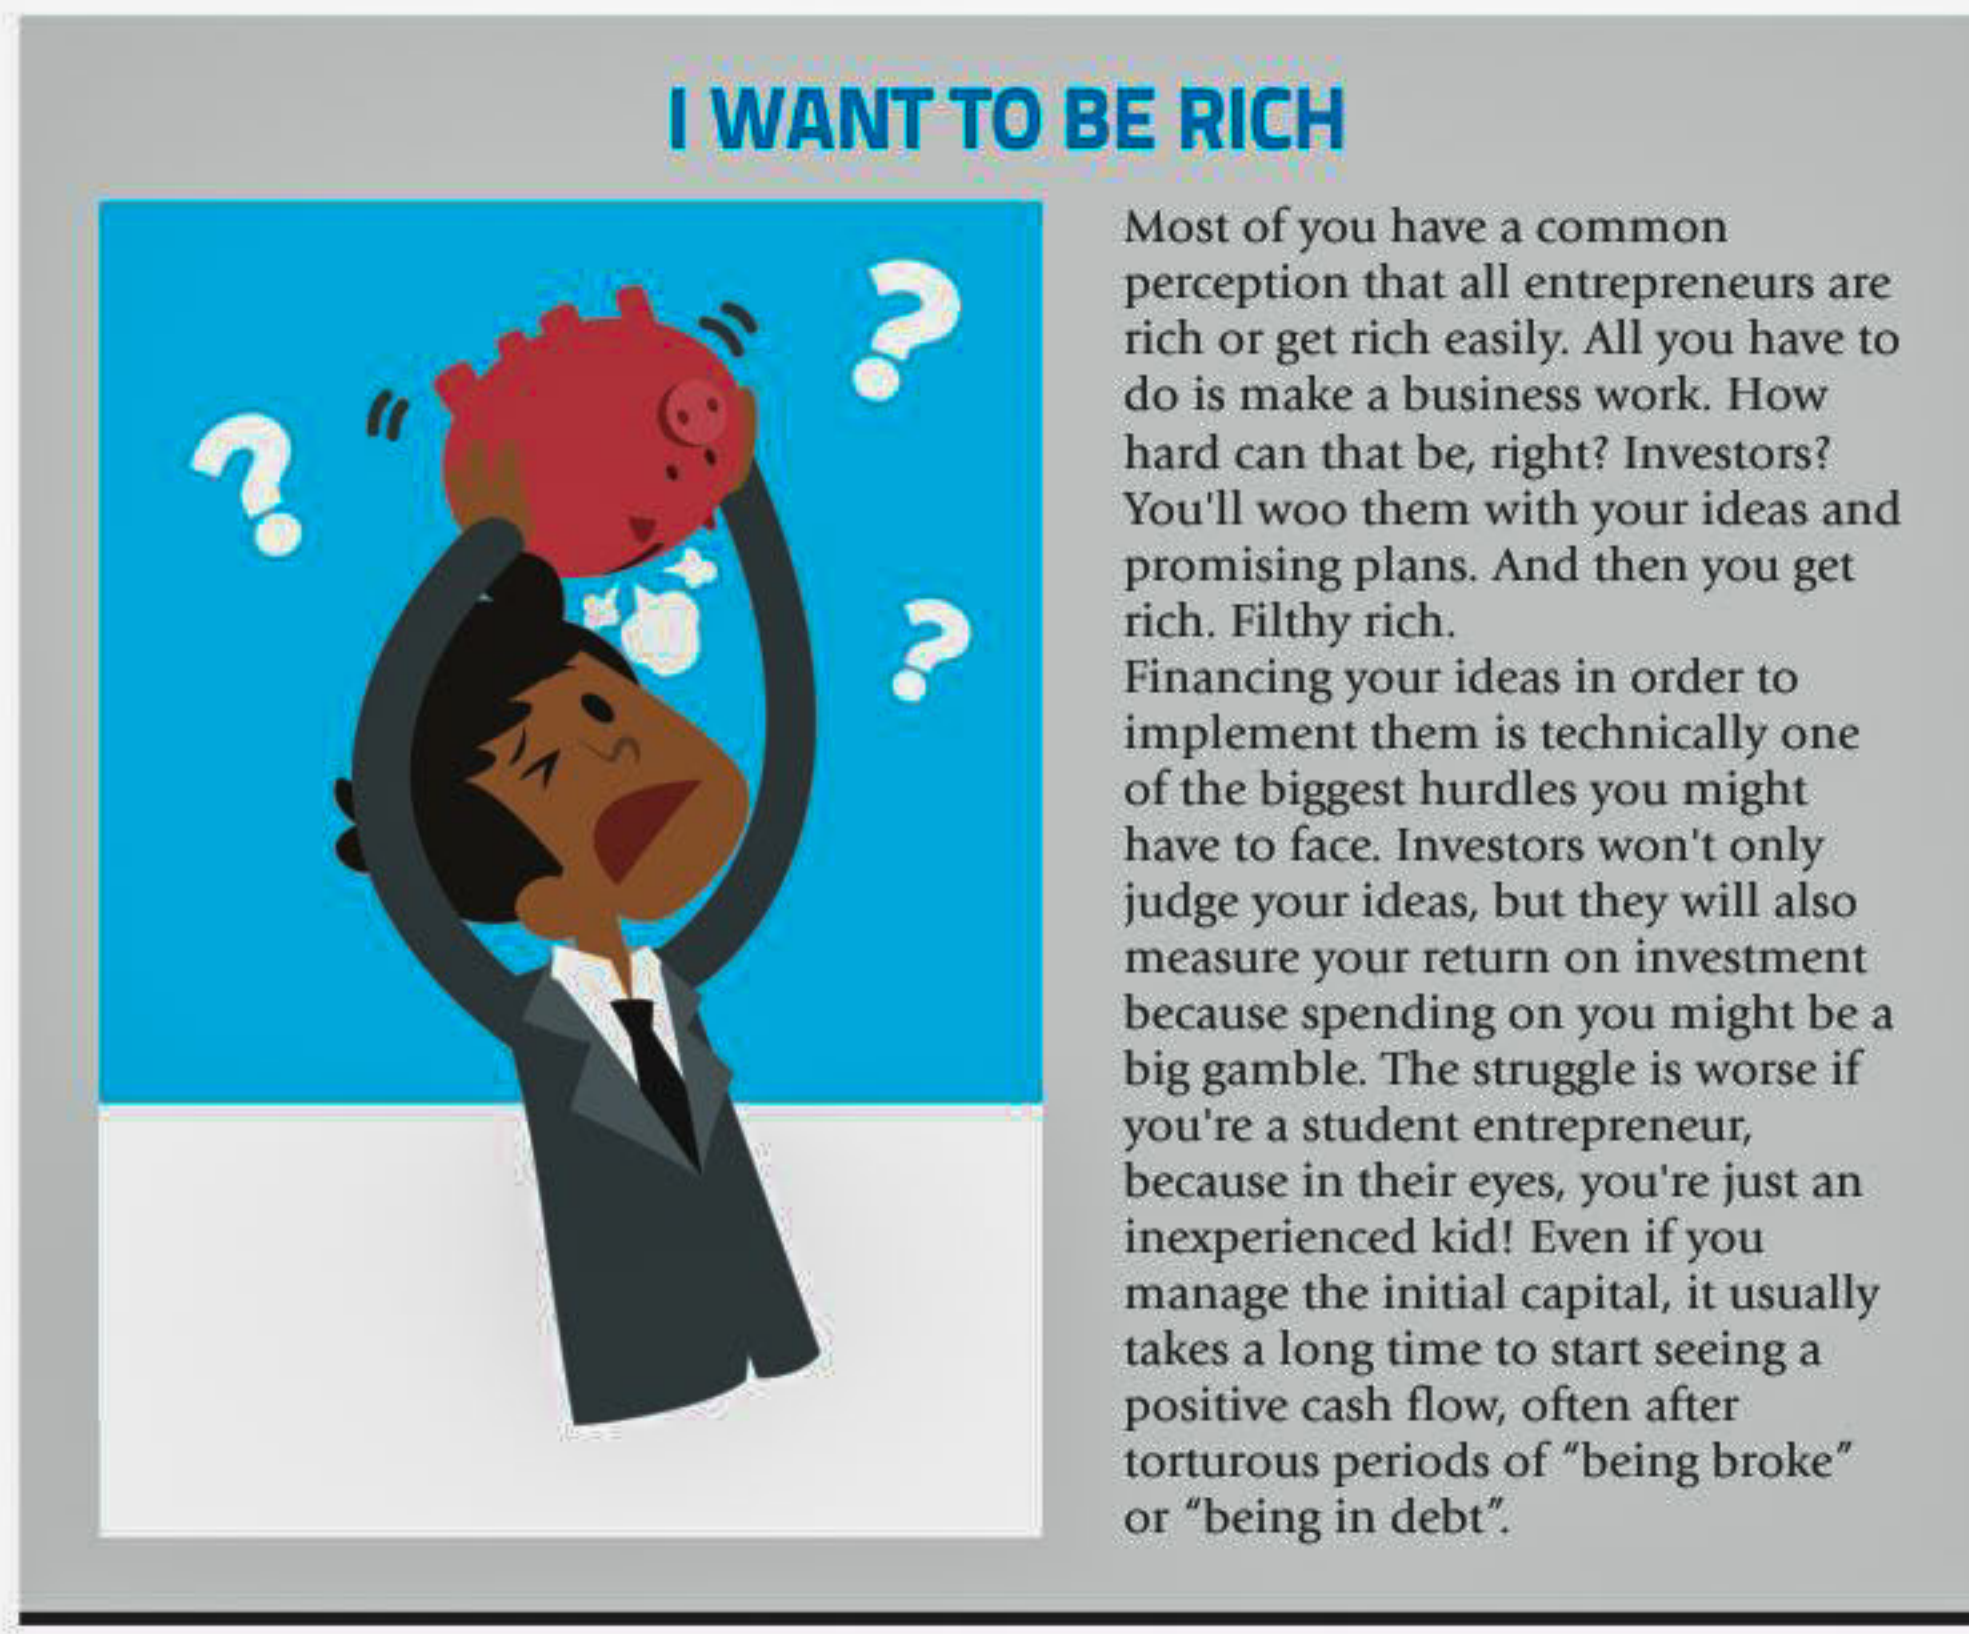 I WANT TO BE RICH
Most of you have a common
perception that all entrepreneurs are
rich or get rich easily. All you have to
do is make a business work. How
hard can that be, right? Investors?
You'll woo them with your ideas and
promising plans. And then you get
rich. Filthy rich.
Financing your ideas in order to
implement them is technically one
of the biggest hurdles you might
have to face. Investors won't only
judge your ideas, but they will also
measure your return on investment
because spending on you might be a
big gamble. The struggle is worse if
you're a student entrepreneur,
because in their eyes, you're just an
inexperienced kid! Even if you
manage the initial capital, it usually
takes a long time to start seeing a
positive cash flow, often after
torturous periods of “being broke”
or “being in debt”.
? ? ?